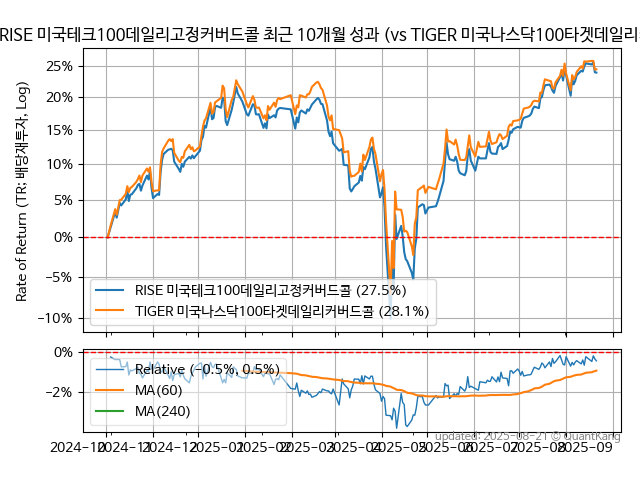 RISE 미국테크100데일리고정커버드콜 최근 10개월 성과 (vs TIGER 미국나스닥100타겟데일리
25%
20%
15%
10%
5%
0%
−5%
−10%
Rate of Return (TR: 배당재투자, Log)
RISE 미국테크100데일리고정커버드콜 (27.5%)
TIGER 미국나스닥100타겟데일리커버드콜 (28.1%)
0%
−2%
Relative (−0.5%, 0.5%)
MA(60)
MA(240)
updated: 2025-08-21 © QuantKang
2024-10 2024-11 2024-12 2025-01 2025-02 2025-03 2025-04 2025-05 2025-06 2025-07 2025-08 2025-09